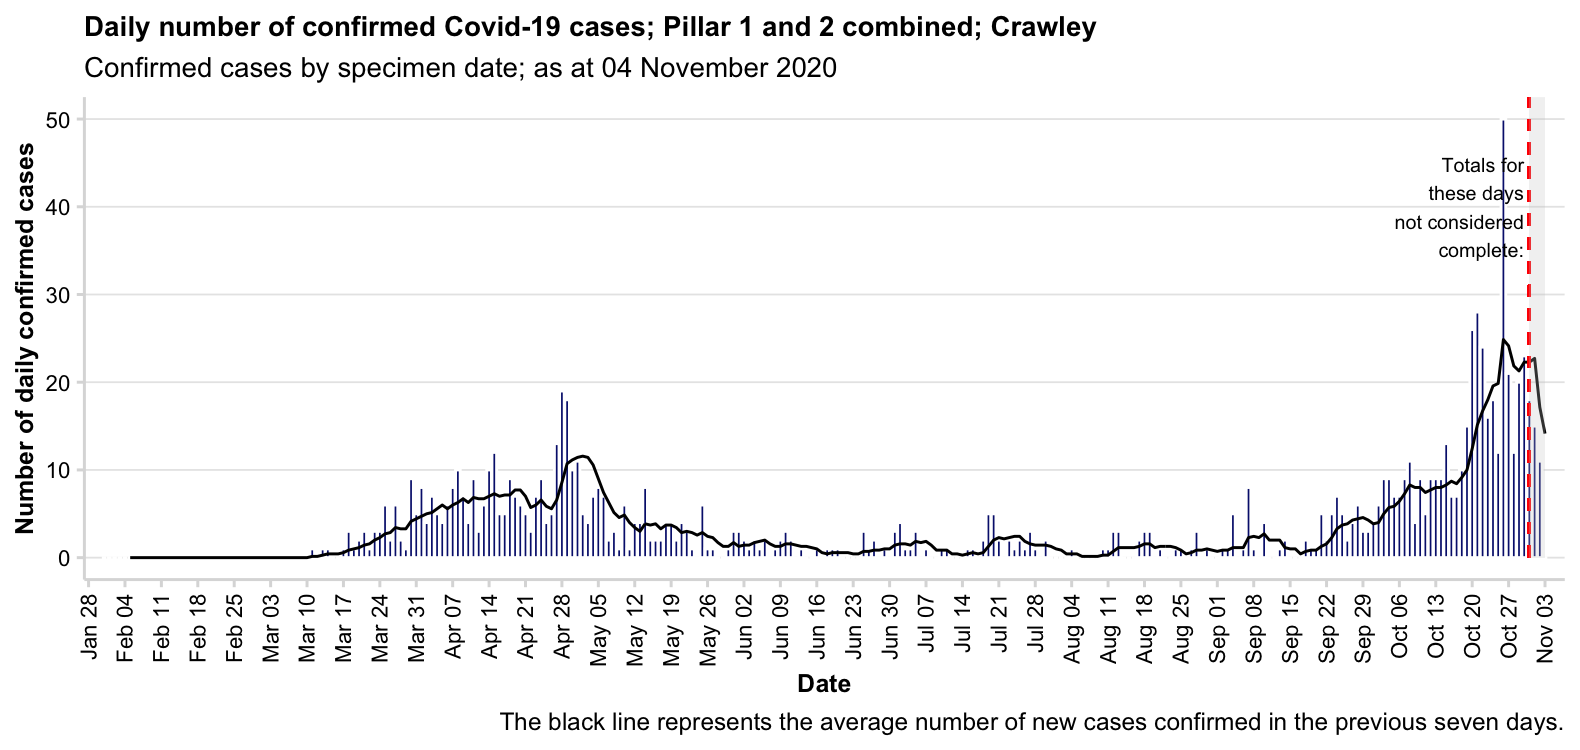 Daily number of confirmed Covid-19 cases; Pillar 1 and 2 combined; Crawley
Confirmed cases by specimen date; as at 04 November 2020
Number of daily confirmed cases
50
40
30
20
10
0
Totals for
these days
not considered
complete:
Jan 28
Feb 04
Feb 11
Feb 18
Feb 25
Mar 03
Mar 10
Mar 17
Mar 24
Mar 31
Apr 07
Apr 14
Apr 21
Apr 28
May 05
May 12
May 19
May 26
Jun 02
Jun 09
Jun 16
Jun 23
Jun 30
Jul 07
Jul 14
Jul 21
Jul 28
Aug 04
Aug 11
Aug 18
Aug 25
Sep 01
Sep 08
Sep 15
Sep 22
Sep 29
Oct 06
Oct 13
Oct 20
Oct 27
Nov 03
Date
The black line represents the average number of new cases confirmed in the previous seven days.